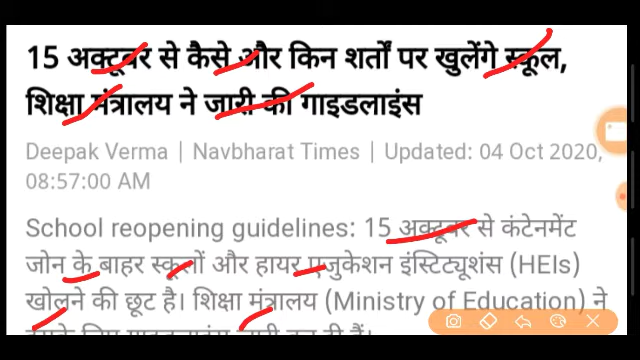 15 अक्टूबर से कैसे और किन शर्तों पर खुलेंगे स्कूल,
शिक्षा मंत्रालय ने जारी की गाइडलाइंस
Deepak Verma | Navbharat Times | Updated: 04 Oct 2020,
08:57:00 AM
School reopening guidelines: 15 अक्टूबर से कंटेनमेंट
जोन के बाहर स्कूलों और हायर एजुकेशन इंस्टिट्यूशंस (HEIs)
खोलने की छूट है। शिक्षा मंत्रालय (Ministry of Education) ने